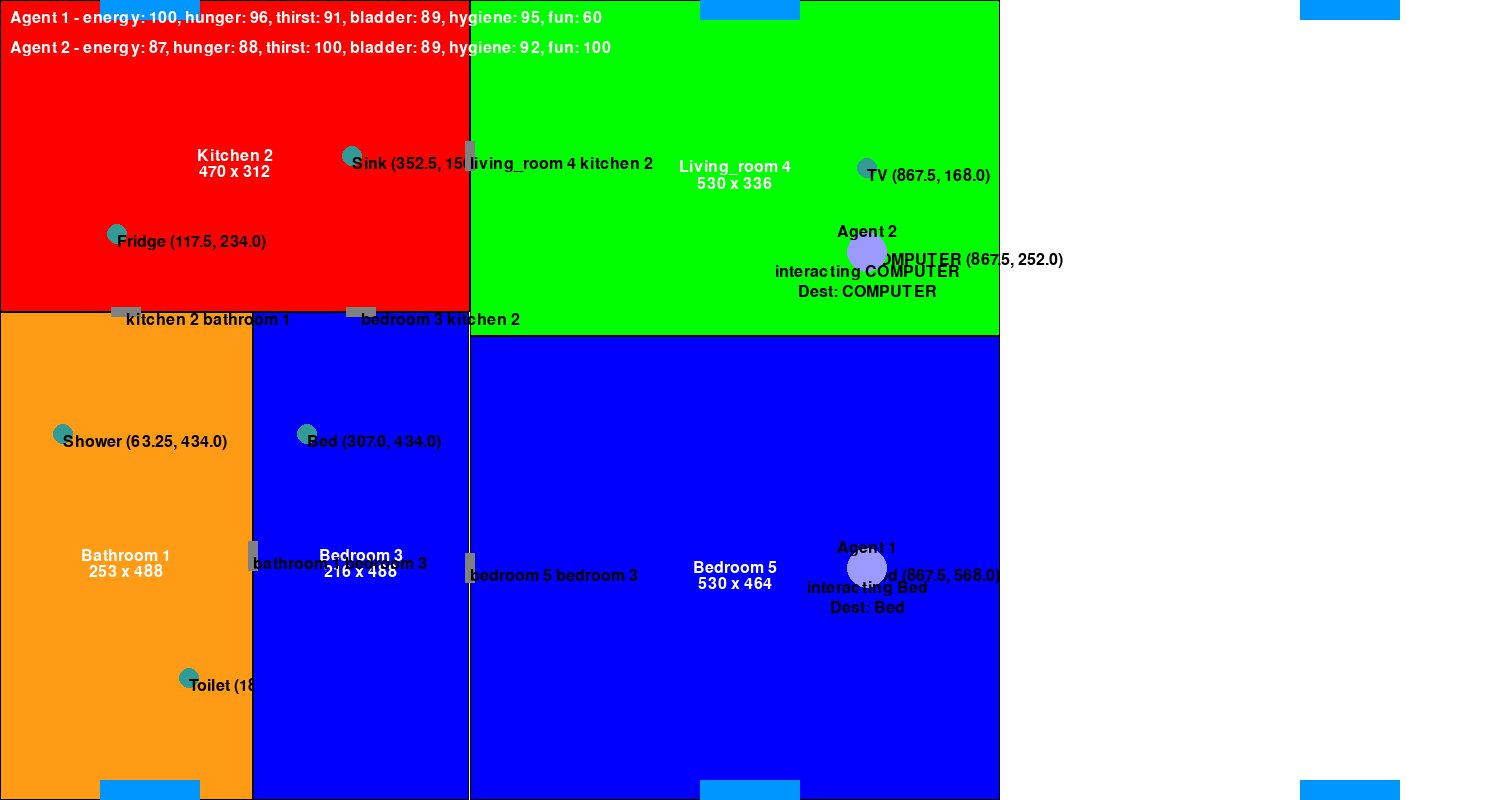 Agent 1 - energy: 100, hunger: 96, thirst: 91, bladder: 89, hygiene: 95, fun: 60
Agent 2 - energy: 87, hunger: 88, thirst: 100, bladder: 89, hygiene: 92, fun: 100
Kitchen 2
470 x 312
Sink (352.5, 15
living_room 4 kitchen 2
Living_room 4
530 x 336
TV (867.5, 168.0)
Fridge (117.5, 234.0)
Agent 2
OMPUTER (867.5, 252.0)
interacting COMPUTER
Dest: COMPUTER
kitchen 2 bathroom 1
bedroom 3 kitchen 2
Shower (63.25, 434.0)
Bed (307.0, 434.0)
Bathroom 1
253 x 488
bathroom 1 bedroom 3
Bedroom 3
216 x 488
bedroom 5 bedroom 3
Bedroom 5
530 x 464
Agent 1
d (867.5, 568.0)
interacting Bed
Dest: Bed
Toilet (18